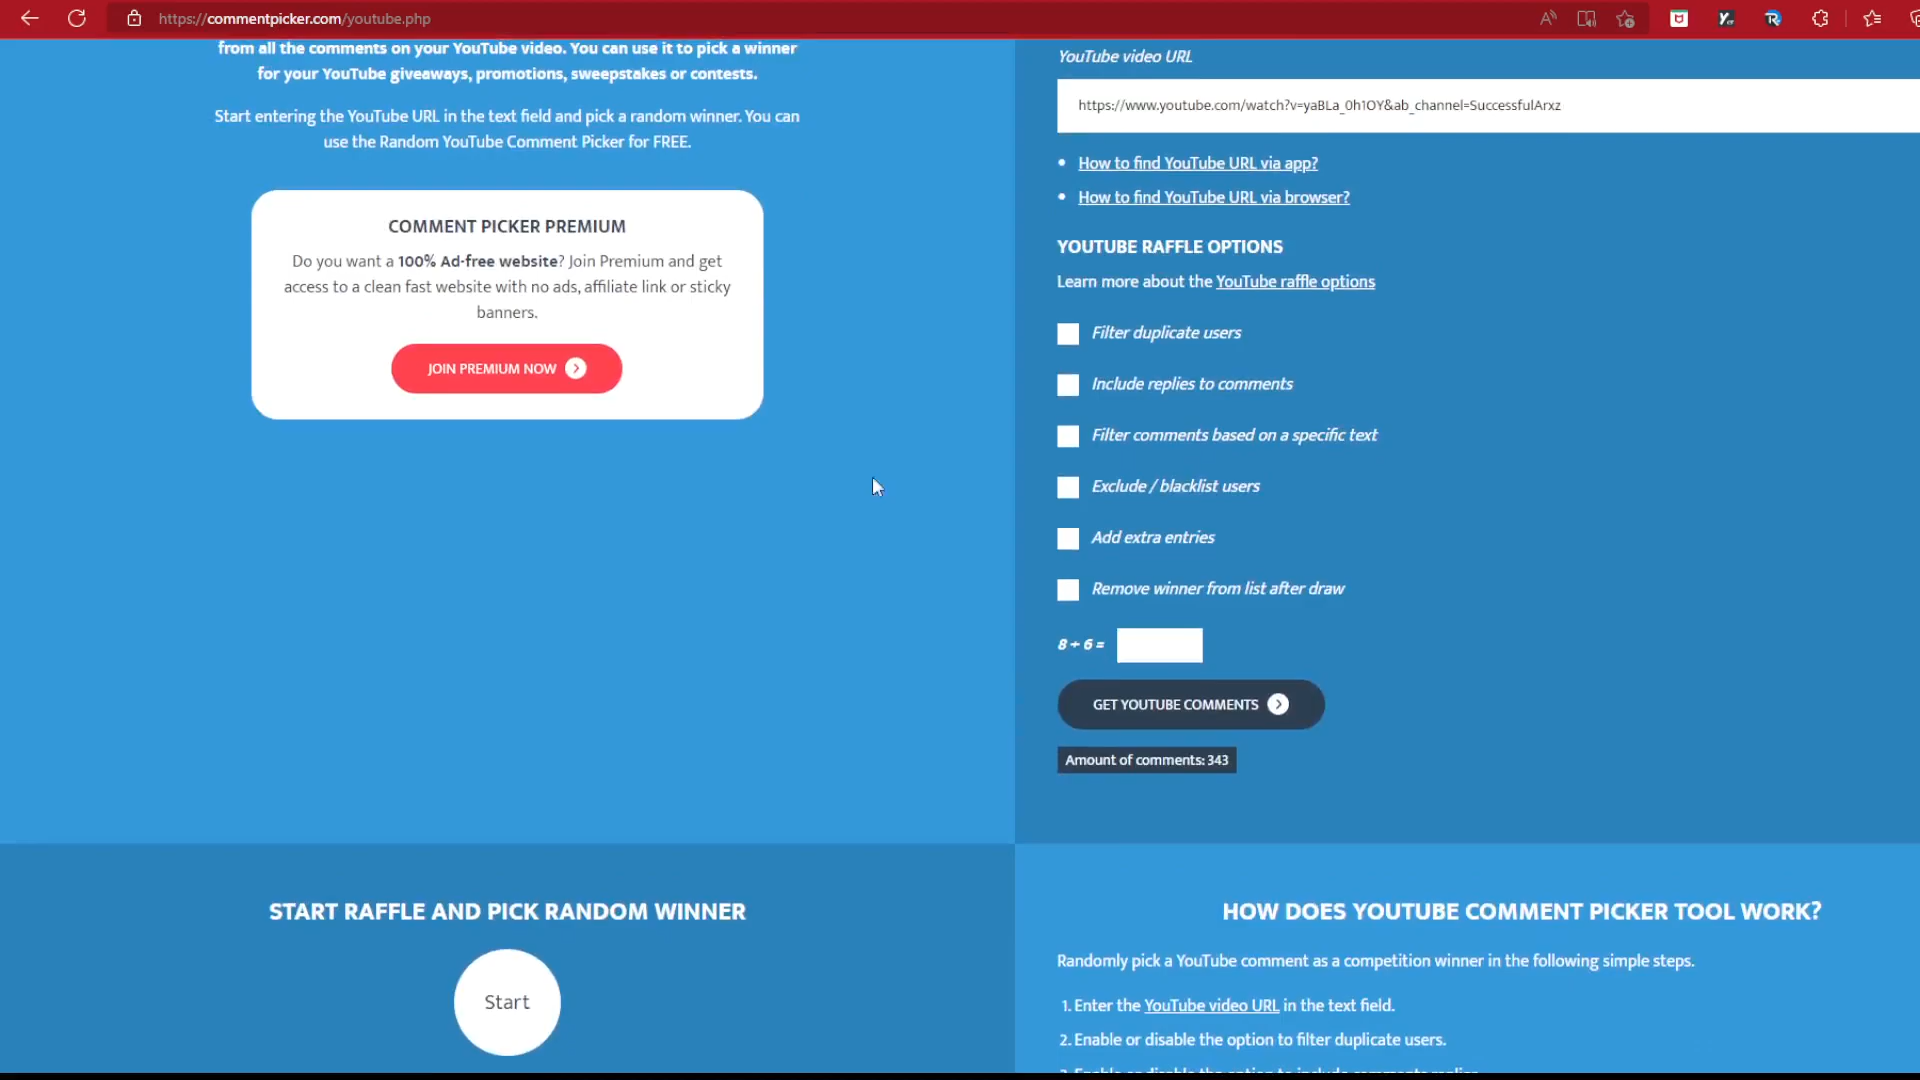 https://commentpicker.com/youtube.php
from all the comments on your YouTube video. You can use it to pick a winner
for your YouTube giveaways, promotions, sweepstakes or contests.
Start entering the YouTube URL in the text field and pick a random winner. You can
use the Random YouTube Comment Picker for FREE.
COMMENT PICKER PREMIUM
Do you want a 100% Ad-free website? Join Premium and get
access to a clean fast website with no ads, affiliate link or sticky
banners.
JOIN PREMIUM NOW
YouTube video URL
https://www.youtube.com/watch?v=yaBLa_0h1OY&ab_channel=SuccessfulArxz
• How to find YouTube URL via app?
• How to find YouTube URL via browser?
YOUTUBE RAFFLE OPTIONS
Learn more about the YouTube raffle options
Filter duplicate users
Include replies to comments
Filter comments based on a specific text
Exclude / blacklist users
Add extra entries
Remove winner from list after draw
8 + 6 =
GET YOUTUBE COMMENTS
Amount of comments: 343
START RAFFLE AND PICK RANDOM WINNER
Start
HOW DOES YOUTUBE COMMENT PICKER TOOL WORK?
Randomly pick a YouTube comment as a competition winner in the following simple steps.
1. Enter the YouTube video URL in the text field.
2. Enable or disable the option to filter duplicate users.